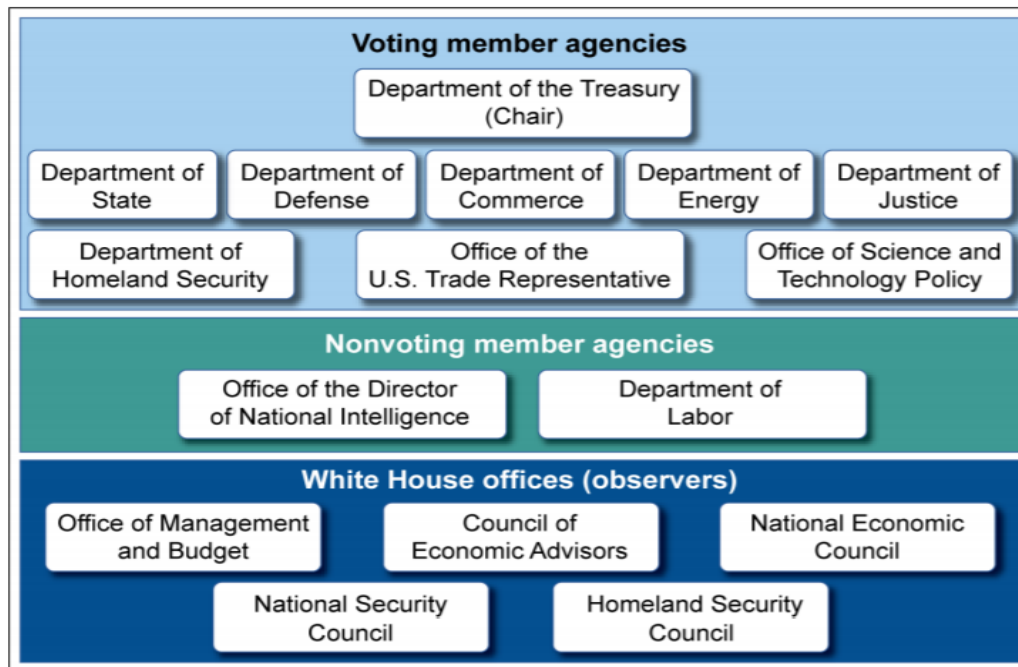 Voting member agencies
Department of the Treasury
(Chair)
Department of
State
Department of
Defense
Department of
Commerce
Department of
Energy
Department of
Justice
Department of
Homeland Security
Office of the
U.S. Trade Representative
Office of Science and
Technology Policy
Nonvoting member agencies
Office of the Director
of National Intelligence
Department of
Labor
White House offices (observers)
Office of Management
and Budget
Council of
Economic Advisors
National Economic
Council
National Security
Council
Homeland Security
Council